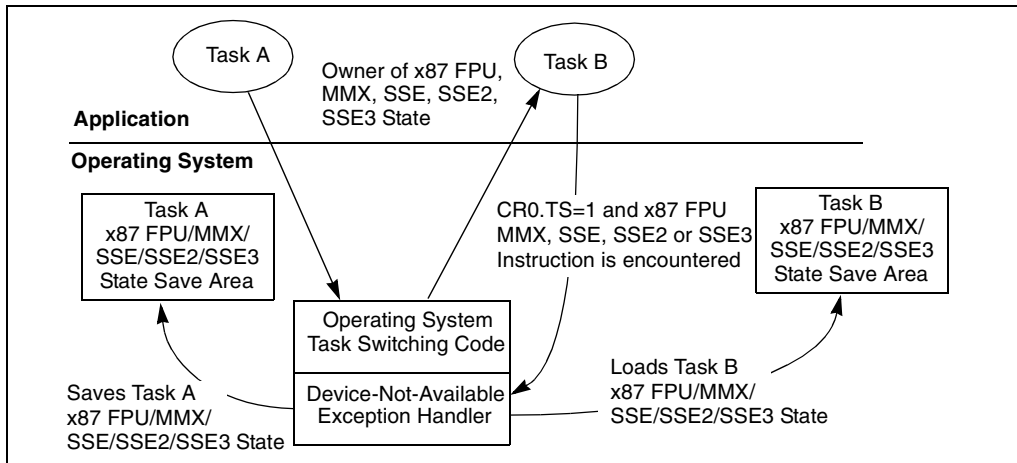 Task A
Owner of x87 FPU,
MMX, SSE, SSE2,
SSE3 State
Task B
Application
Operating System
Task A
x87 FPU/MMX/
SSE/SSE2/SSE3
State Save Area
CR0.TS=1 and x87 FPU
MMX, SSE, SSE2 or SSE3
Instruction is encountered
Task B
x87 FPU/MMX/
SSE/SSE2/SSE3
State Save Area
Operating System
Task Switching Code
Device-Not-Available
Exception Handler
Saves Task A
x87 FPU/MMX/
SSE/SSE2/SSE3 State
Loads Task B
x87 FPU/MMX/
SSE/SSE2/SSE3 State